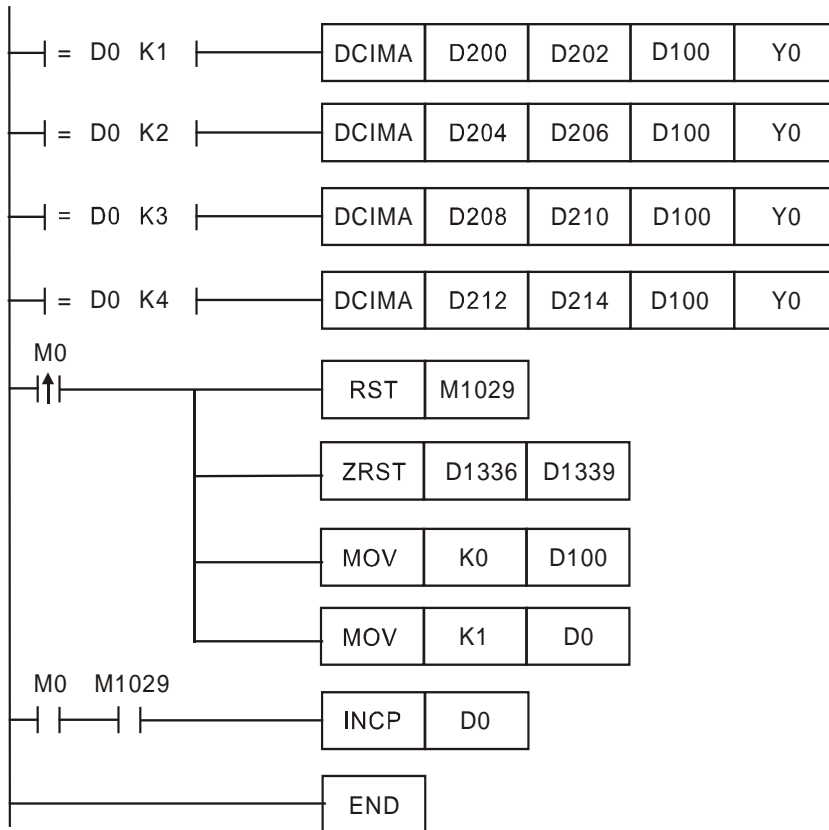 = D0 K1 DCIMA D200 D202 D100 Y0
= D0 K2 DCIMA D204 D206 D100 Y0
= D0 K3 DCIMA D208 D210 D100 Y0
= D0 K4 DCIMA D212 D214 D100 Y0
M0
RST M1029
ZRST D1336 D1339
MOV K0 D100
MOV K1 D0
M0 M1029
INCP D0
END